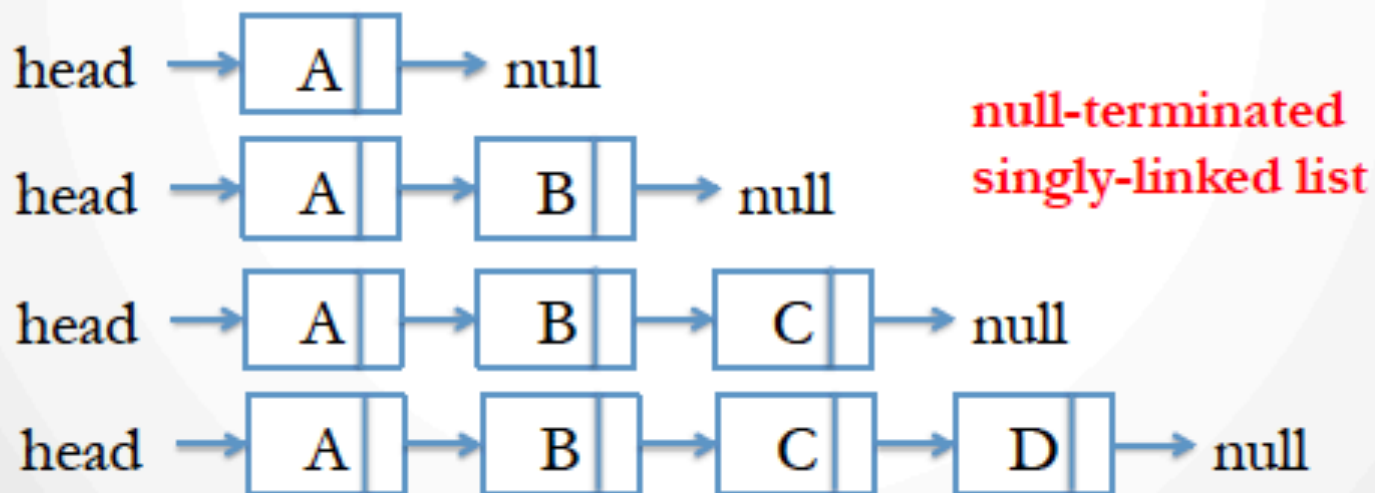 head A null
null-terminated
head A B null
singly-linked list
head A B C null
head A B C D null